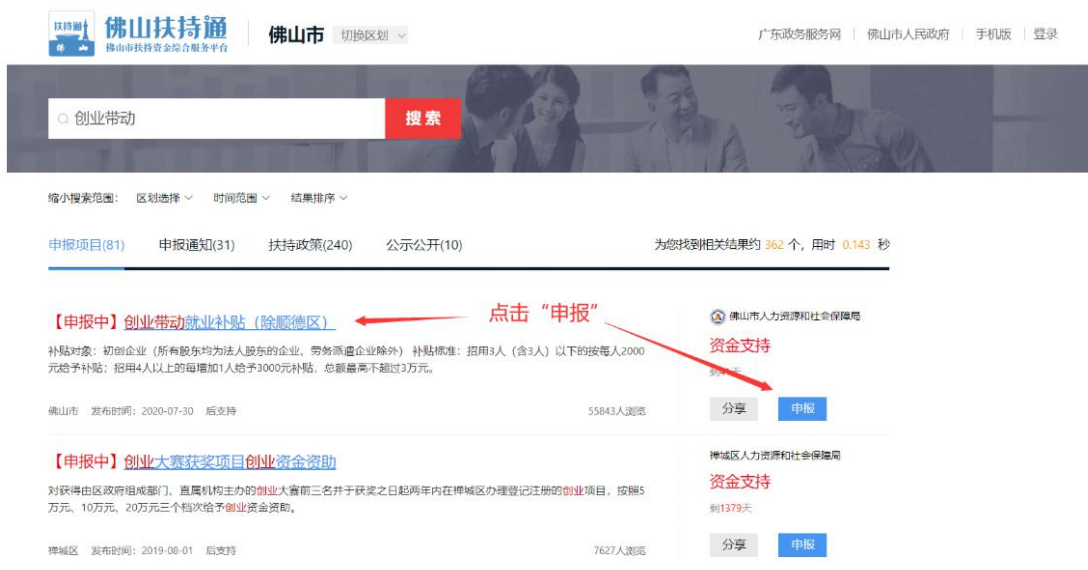 扶持通
佛山
佛山扶持通
佛山市扶持资金综合服务平台
佛山市
切换区划
广东政务服务网
佛山市人民政府
手机版
登录
创业带动
搜索
缩小搜索范围： 区划选择 时间范围 结果排序
申报项目(81) 申报通知(31) 扶持政策(240) 公示公开(10)
为您找到相关结果约 362 个，用时 0.143 秒
【申报中】创业带动就业补贴（除顺德区）
点击“申报”
补贴对象：初创企业（所有股东均为法人股东的企业、劳务派遣企业除外） 补贴标准：招用3人（含3人）以下的按每人2000
元给予补贴；招用4人以上的每增加1人给予3000元补贴，总额最高不超过3万元。
佛山市 发布时间：2020-07-30 后支持
55843人浏览
佛山市人力资源和社会保障局
资金支持
分享
申报
【申报中】创业大赛获奖项目创业资金资助
对获得由区政府组成部门、直属机构主办的创业大赛前三名并于获奖之日起两年内在禅城区办理登记注册的创业项目，按照5
万元、10万元、20万元三个档次给予创业资金资助。
禅城区 发布时间：2019-08-01 后支持
7627人浏览
禅城区人力资源和社会保障局
资金支持
剩1379天
分享
申报